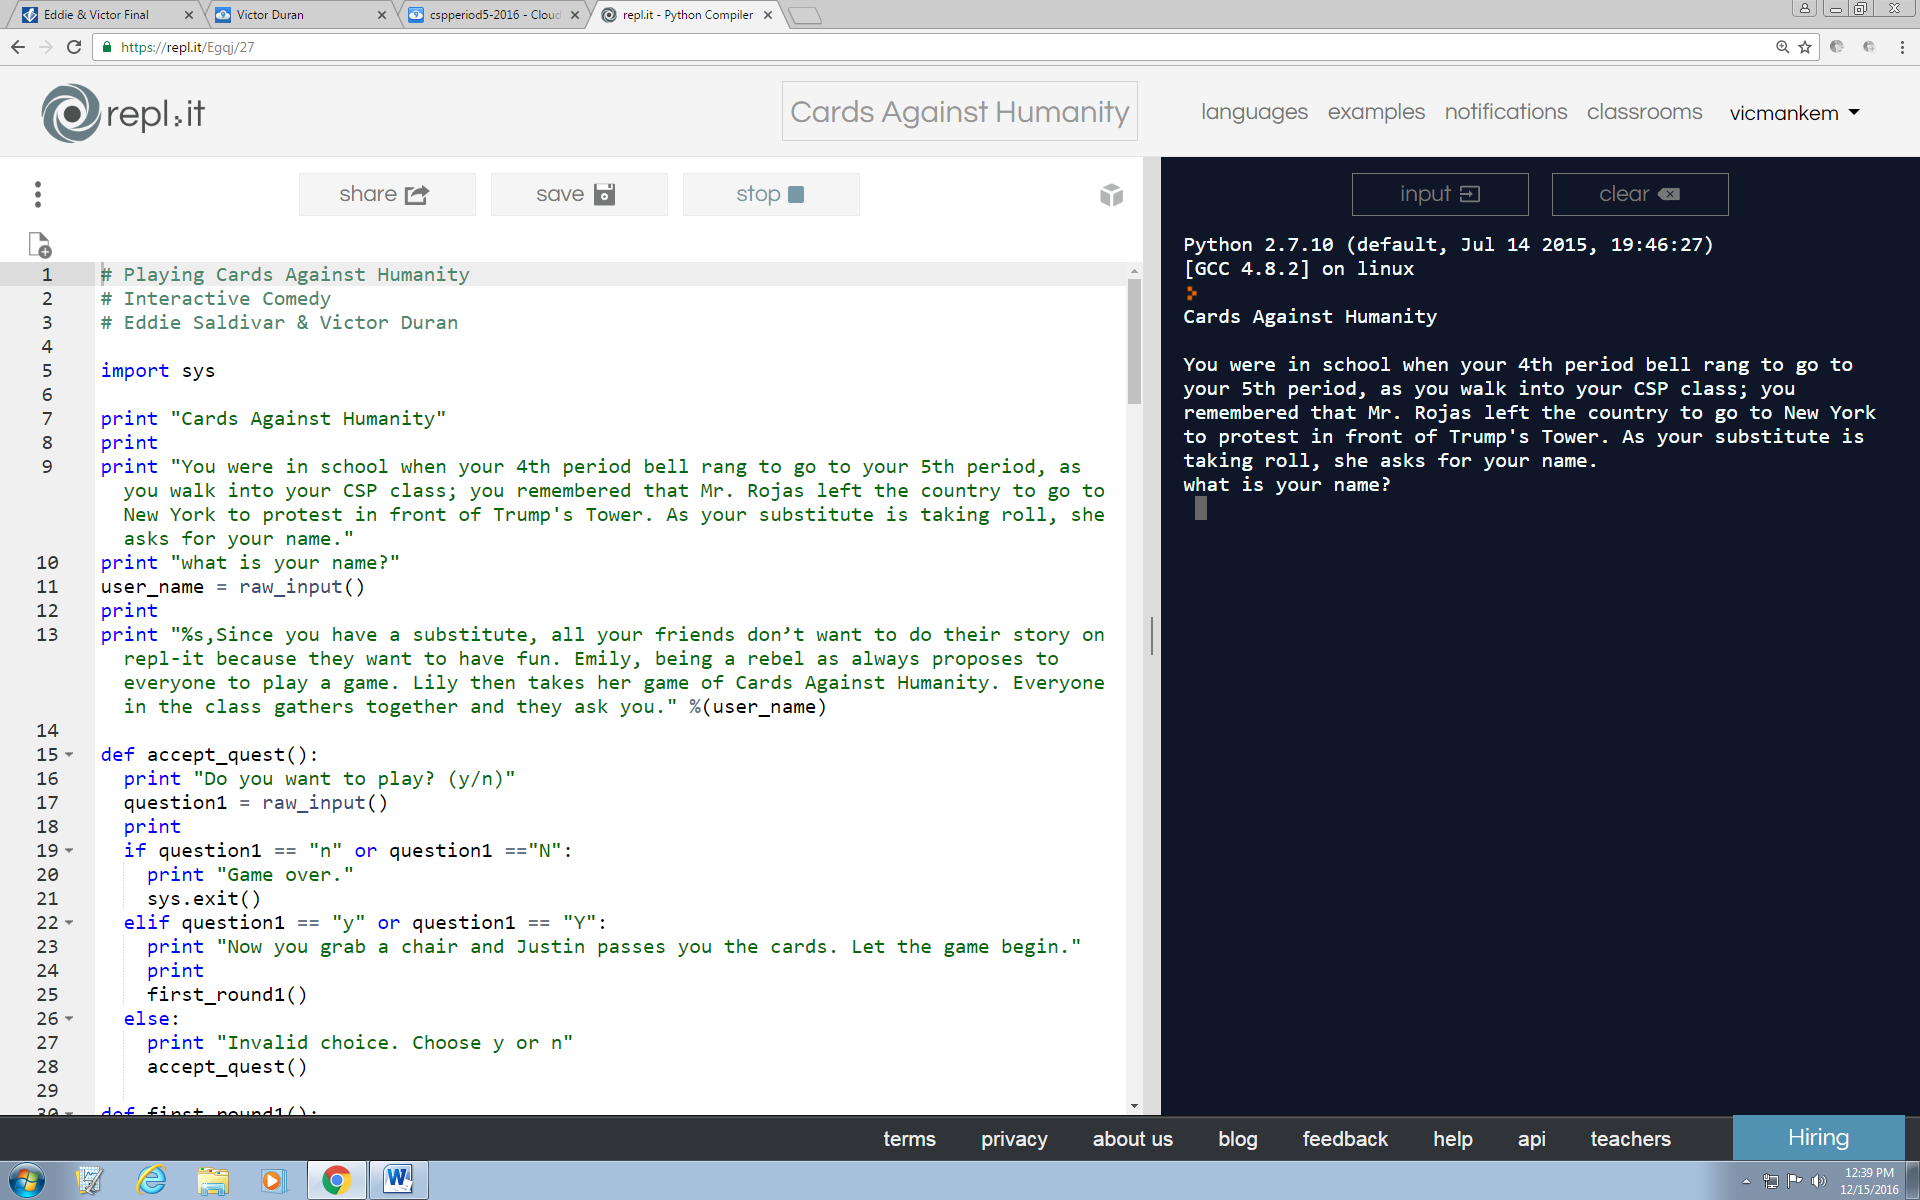 Eddie & Victor Final
Victor Duran
cspperiod5-2016 - Cloud
repl.it - Python Compiler
https://repl.it/Egqj/27
repl.it
Cards Against Humanity
languages examples notifications classrooms vicmankem
share save stop
input clear
1 # Playing Cards Against Humanity
2 # Interactive Comedy
3 # Eddie Saldivar & Victor Duran
4
5 import sys
6
7 print "Cards Against Humanity"
8 print
9 print "You were in school when your 4th period bell rang to go to your 5th period, as
you walk into your CSP class; you remembered that Mr. Rojas left the country to go to
New York to protest in front of Trump's Tower. As your substitute is taking roll, she
asks for your name."
10 print "what is your name?"
11 user_name = raw_input()
12 print
13 print "%s,Since you have a substitute, all your friends don’t want to do their story on
repl-it because they want to have fun. Emily, being a rebel as always proposes to
everyone to play a game. Lily then takes her game of Cards Against Humanity. Everyone
in the class gathers together and they ask you." %(user_name)
14
15 def accept_quest():
16 print "Do you want to play? (y/n)"
17 question1 = raw_input()
18 print
19 if question1 == "n" or question1 =="N":
20 print "Game over."
21 sys.exit()
22 elif question1 == "y" or question1 == "Y":
23 print "Now you grab a chair and Justin passes you the cards. Let the game begin."
24 print
25 first_round1()
26 else:
27 print "Invalid choice. Choose y or n"
28 accept_quest()
29
30 def first_round1():
Python 2.7.10 (default, Jul 14 2015, 19:46:27)
[GCC 4.8.2] on linux
Cards Against Humanity
You were in school when your 4th period bell rang to go to
your 5th period, as you walk into your CSP class; you
remembered that Mr. Rojas left the country to go to New York
to protest in front of Trump's Tower. As your substitute is
taking roll, she asks for your name.
what is your name?
terms privacy about us blog feedback help api teachers Hiring
12:39 PM
12/15/2016